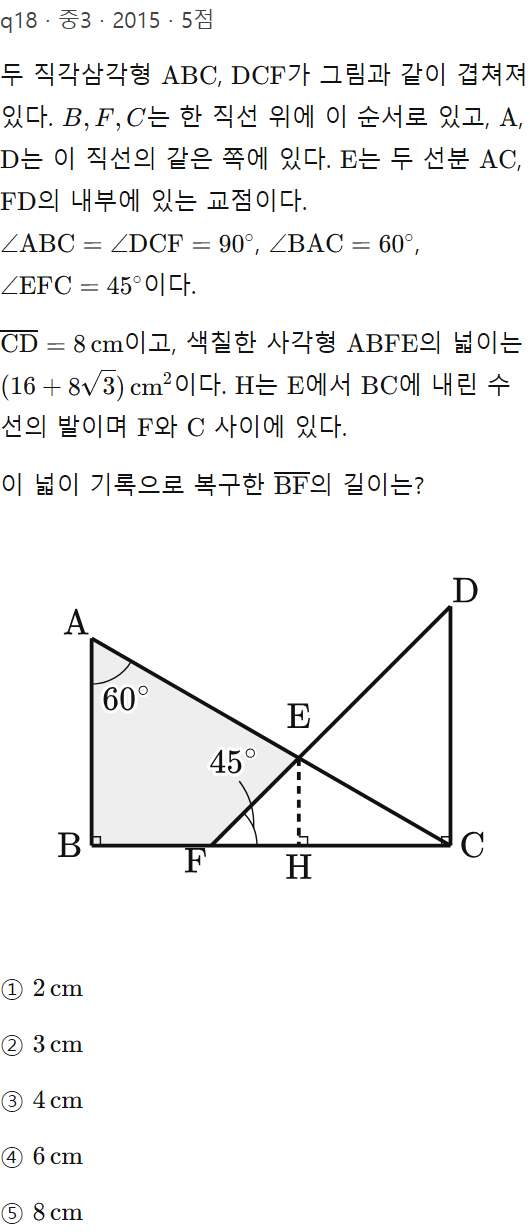 q18 · 중3 · 2015 · 5점
두 직각삼각형 ABC, DCF가 그림과 같이 겹쳐져
있다. B, F, C는 한 직선 위에 이 순서로 있고, A,
D는 이 직선의 같은 쪽에 있다. E는 두 선분 AC,
FD의 내부에 있는 교점이다.
∠ABC = ∠DCF = 90°, ∠BAC = 60°,
∠EFC = 45°이다.
C͞D͞ = 8 cm이고, 색칠한 사각형 ABFE의 넓이는
(16 + 8√3) cm²이다. H는 E에서 BC에 내린 수
선의 발이며 F와 C 사이에 있다.
이 넓이 기록으로 복구한 B͞F͞의 길이는?
D
A
60°
E
45°
B
F
H
C
① 2 cm
② 3 cm
③ 4 cm
④ 6 cm
⑤ 8 cm